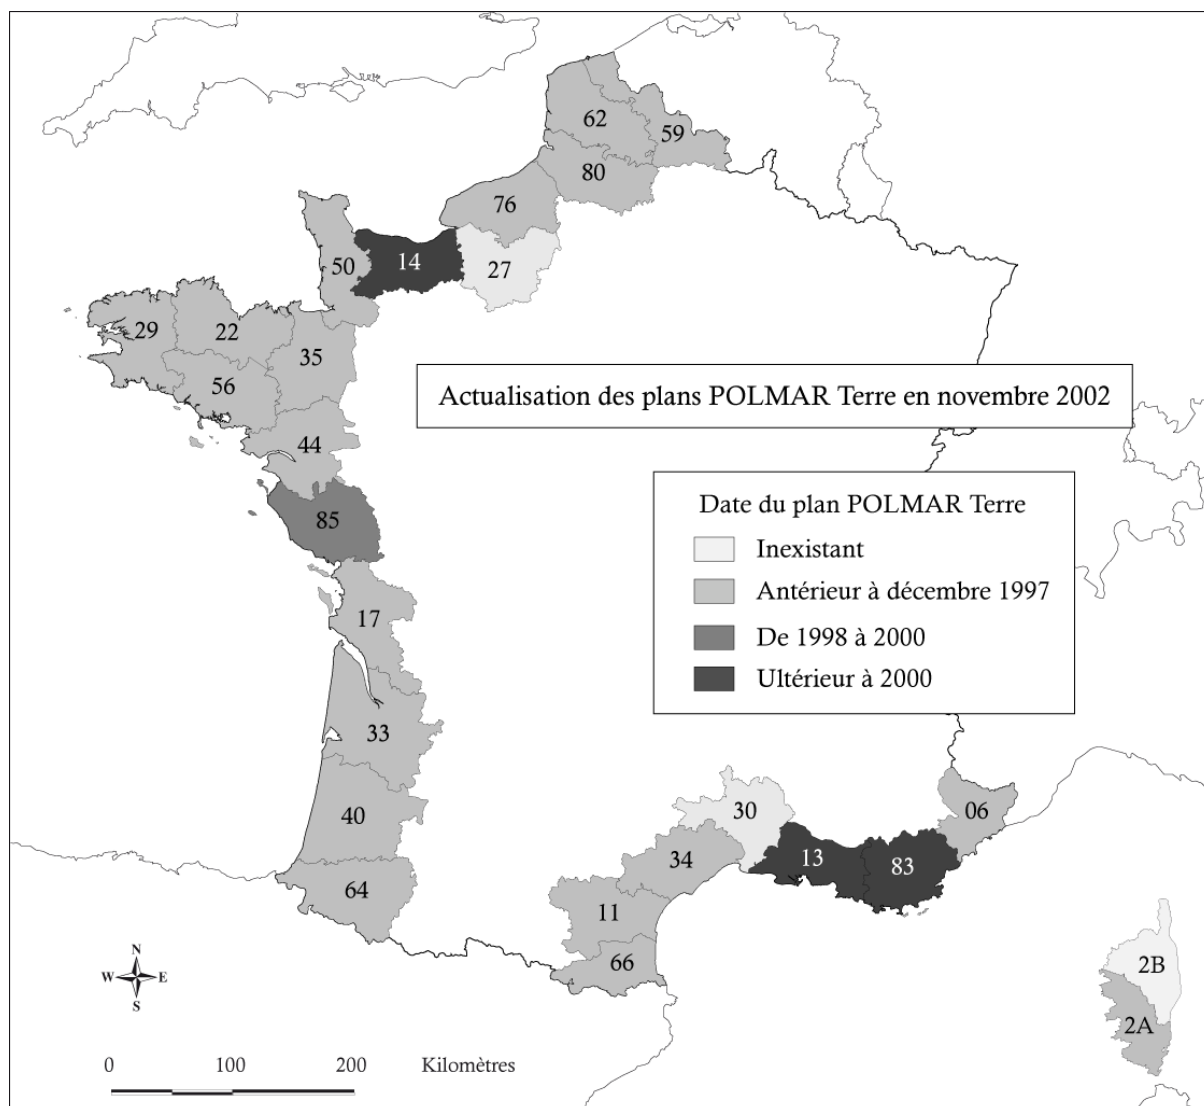 62
59
80
76
50
14
27
29
22
35
56
Actualisation des plans POLMAR Terre en novembre 2002
44
Date du plan POLMAR Terre
85
Inexistant
Antérieur à décembre 1997
17
De 1998 à 2000
Ultérieur à 2000
33
40
30
06
34
13
83
64
11
66
N
W E
S
2B
2A
0 100 200 Kilomètres